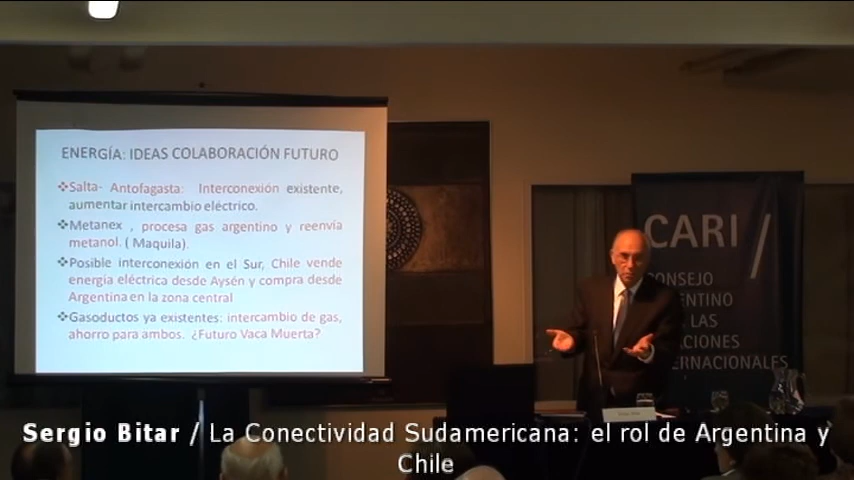 ENERGÍA: IDEAS COLABORACIÓN FUTURO
❖Salta- Antofagasta: Interconexión existente,
aumentar intercambio eléctrico.
❖Metanex , procesa gas argentino y reenvía
metanol. ( Maquila).
❖Posible interconexión en el Sur, Chile vende
energía eléctrica desde Aysén y compra desde
Argentina en la zona central
❖Gasoductos ya existentes: intercambio de gas,
ahorro para ambos. ¿Futuro Vaca Muerta?
CARI /
CONSEJO
LAS
Sergio Bitar / La Conectividad Sudamericana: el rol de Argentina y
Chile